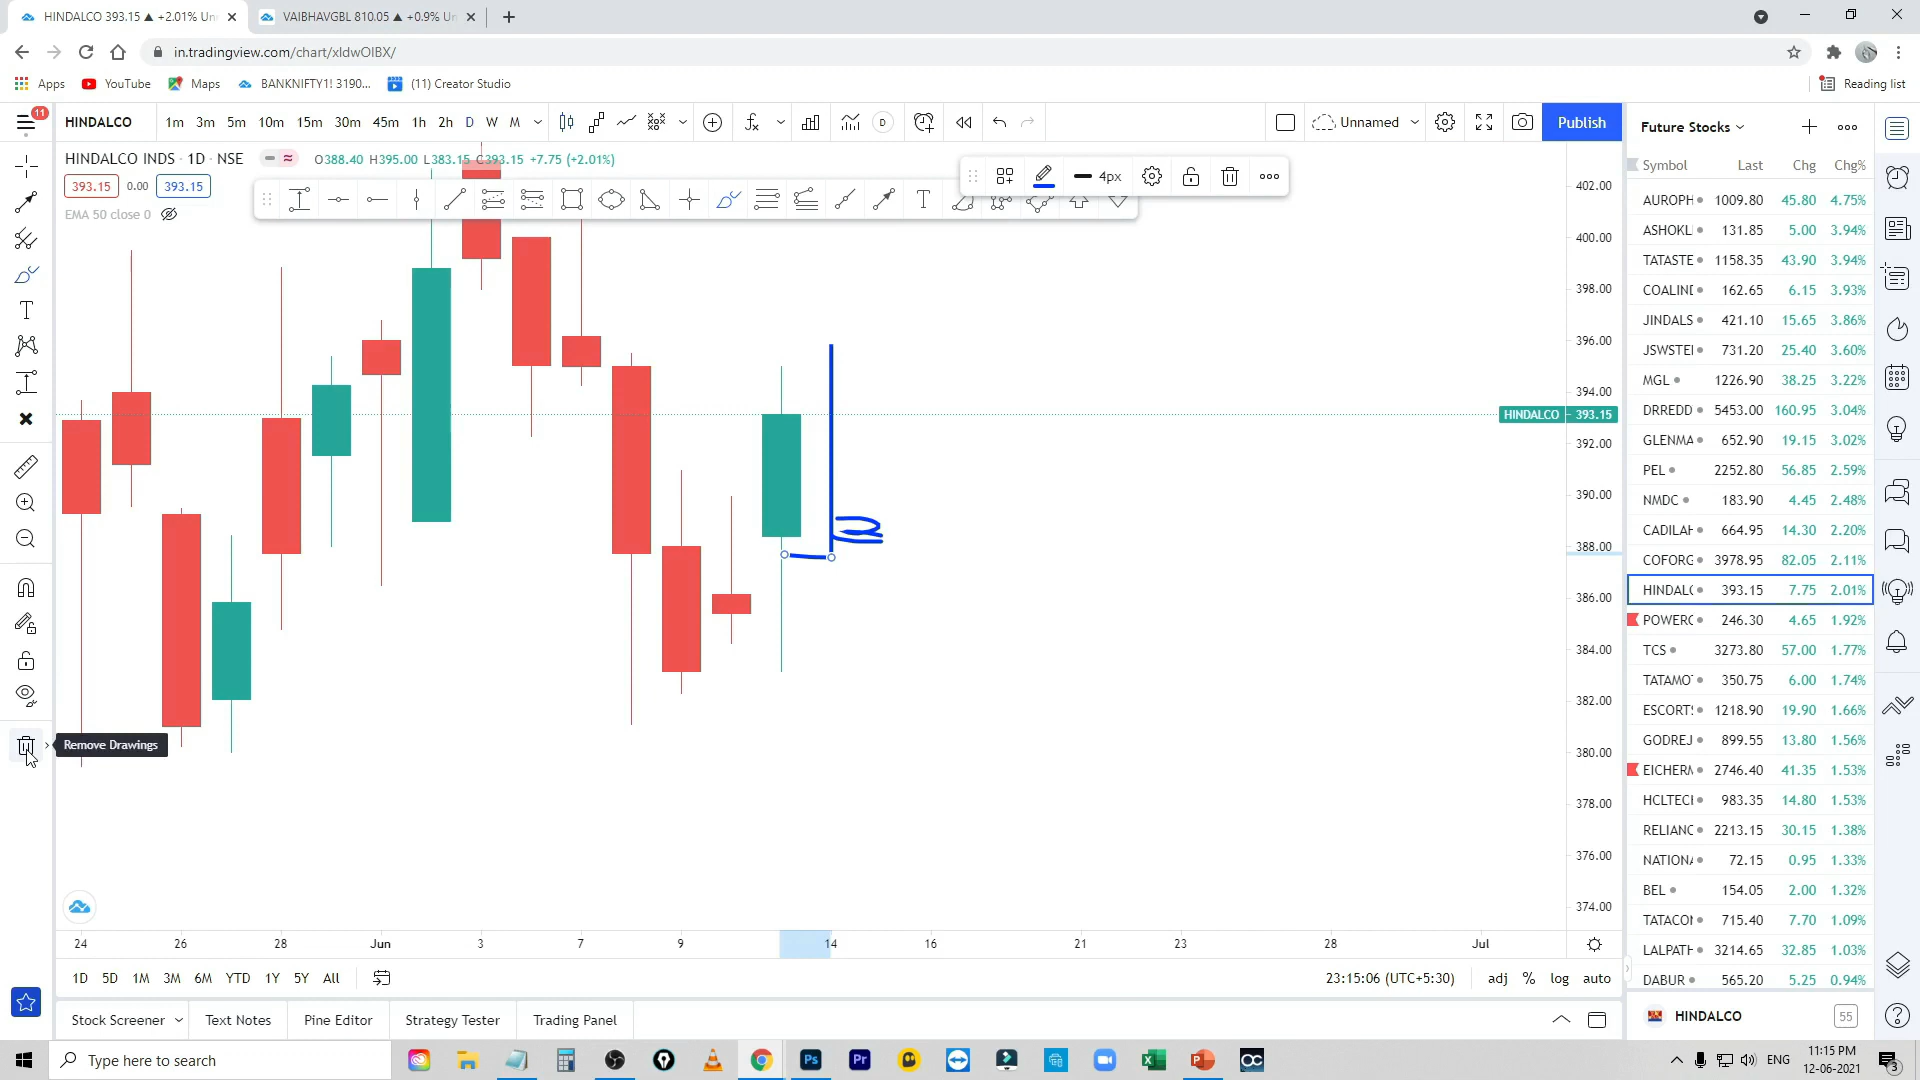 HINDALCO 393.15 ▲ +2.01% Un
VAIBHAVGBL 810.05 ▲ +0.9% Un
in.tradingview.com/chart/xldwOIBX/
Apps YouTube Maps BANKNIFTY1! 3190... (11) Creator Studio Reading list
11
HINDALCO 1m 3m 5m 10m 15m 30m 45m 1h 2h D W M D Unnamed Publish
Future Stocks
HINDALCO INDS · 1D · NSE O388.40 H395.00 L383.15 C393.15 +7.75 (+2.01%)
393.15 0.00 393.15
EMA 50 close 0
4px
Symbol Last Chg Chg%
AUROPH 1009.80 45.80 4.75%
ASHOKL 131.85 5.00 3.94%
TATASTE 1158.35 43.90 3.94%
COALIND 162.65 6.15 3.93%
JINDALS 421.10 15.65 3.86%
JSWSTEI 731.20 25.40 3.60%
MGL 1226.90 38.25 3.22%
DRREDD 5453.00 160.95 3.04%
GLENMA 652.90 19.15 3.02%
PEL 2252.80 56.85 2.59%
NMDC 183.90 4.45 2.48%
CADILAH 664.95 14.30 2.20%
COFORG 3978.95 82.05 2.11%
HINDALC 393.15 7.75 2.01%
POWERG 246.30 4.65 1.92%
TCS 3273.80 57.00 1.77%
TATAMO 350.75 6.00 1.74%
ESCORTS 1218.90 19.90 1.66%
GODREJ 899.55 13.80 1.56%
EICHERM 2746.40 41.35 1.53%
HCLTECH 983.35 14.80 1.53%
RELIANC 2213.15 30.15 1.38%
NATIONA 72.15 0.95 1.33%
BEL 154.05 2.00 1.32%
TATACON 715.40 7.70 1.09%
LALPATH 3214.65 32.85 1.03%
DABUR 565.20 5.25 0.94%
402.00
400.00
398.00
396.00
394.00
HINDALCO 393.15
392.00
390.00
388.00
386.00
384.00
382.00
380.00
378.00
376.00
374.00
Remove Drawings
24 26 28 Jun 3 7 9 14 16 21 23 28 Jul
1D 5D 1M 3M 6M YTD 1Y 5Y All 23:15:06 (UTC+5:30) adj % log auto
Stock Screener Text Notes Pine Editor Strategy Tester Trading Panel
HINDALCO 55
Type here to search
ENG 11:15 PM
12-06-2021
3